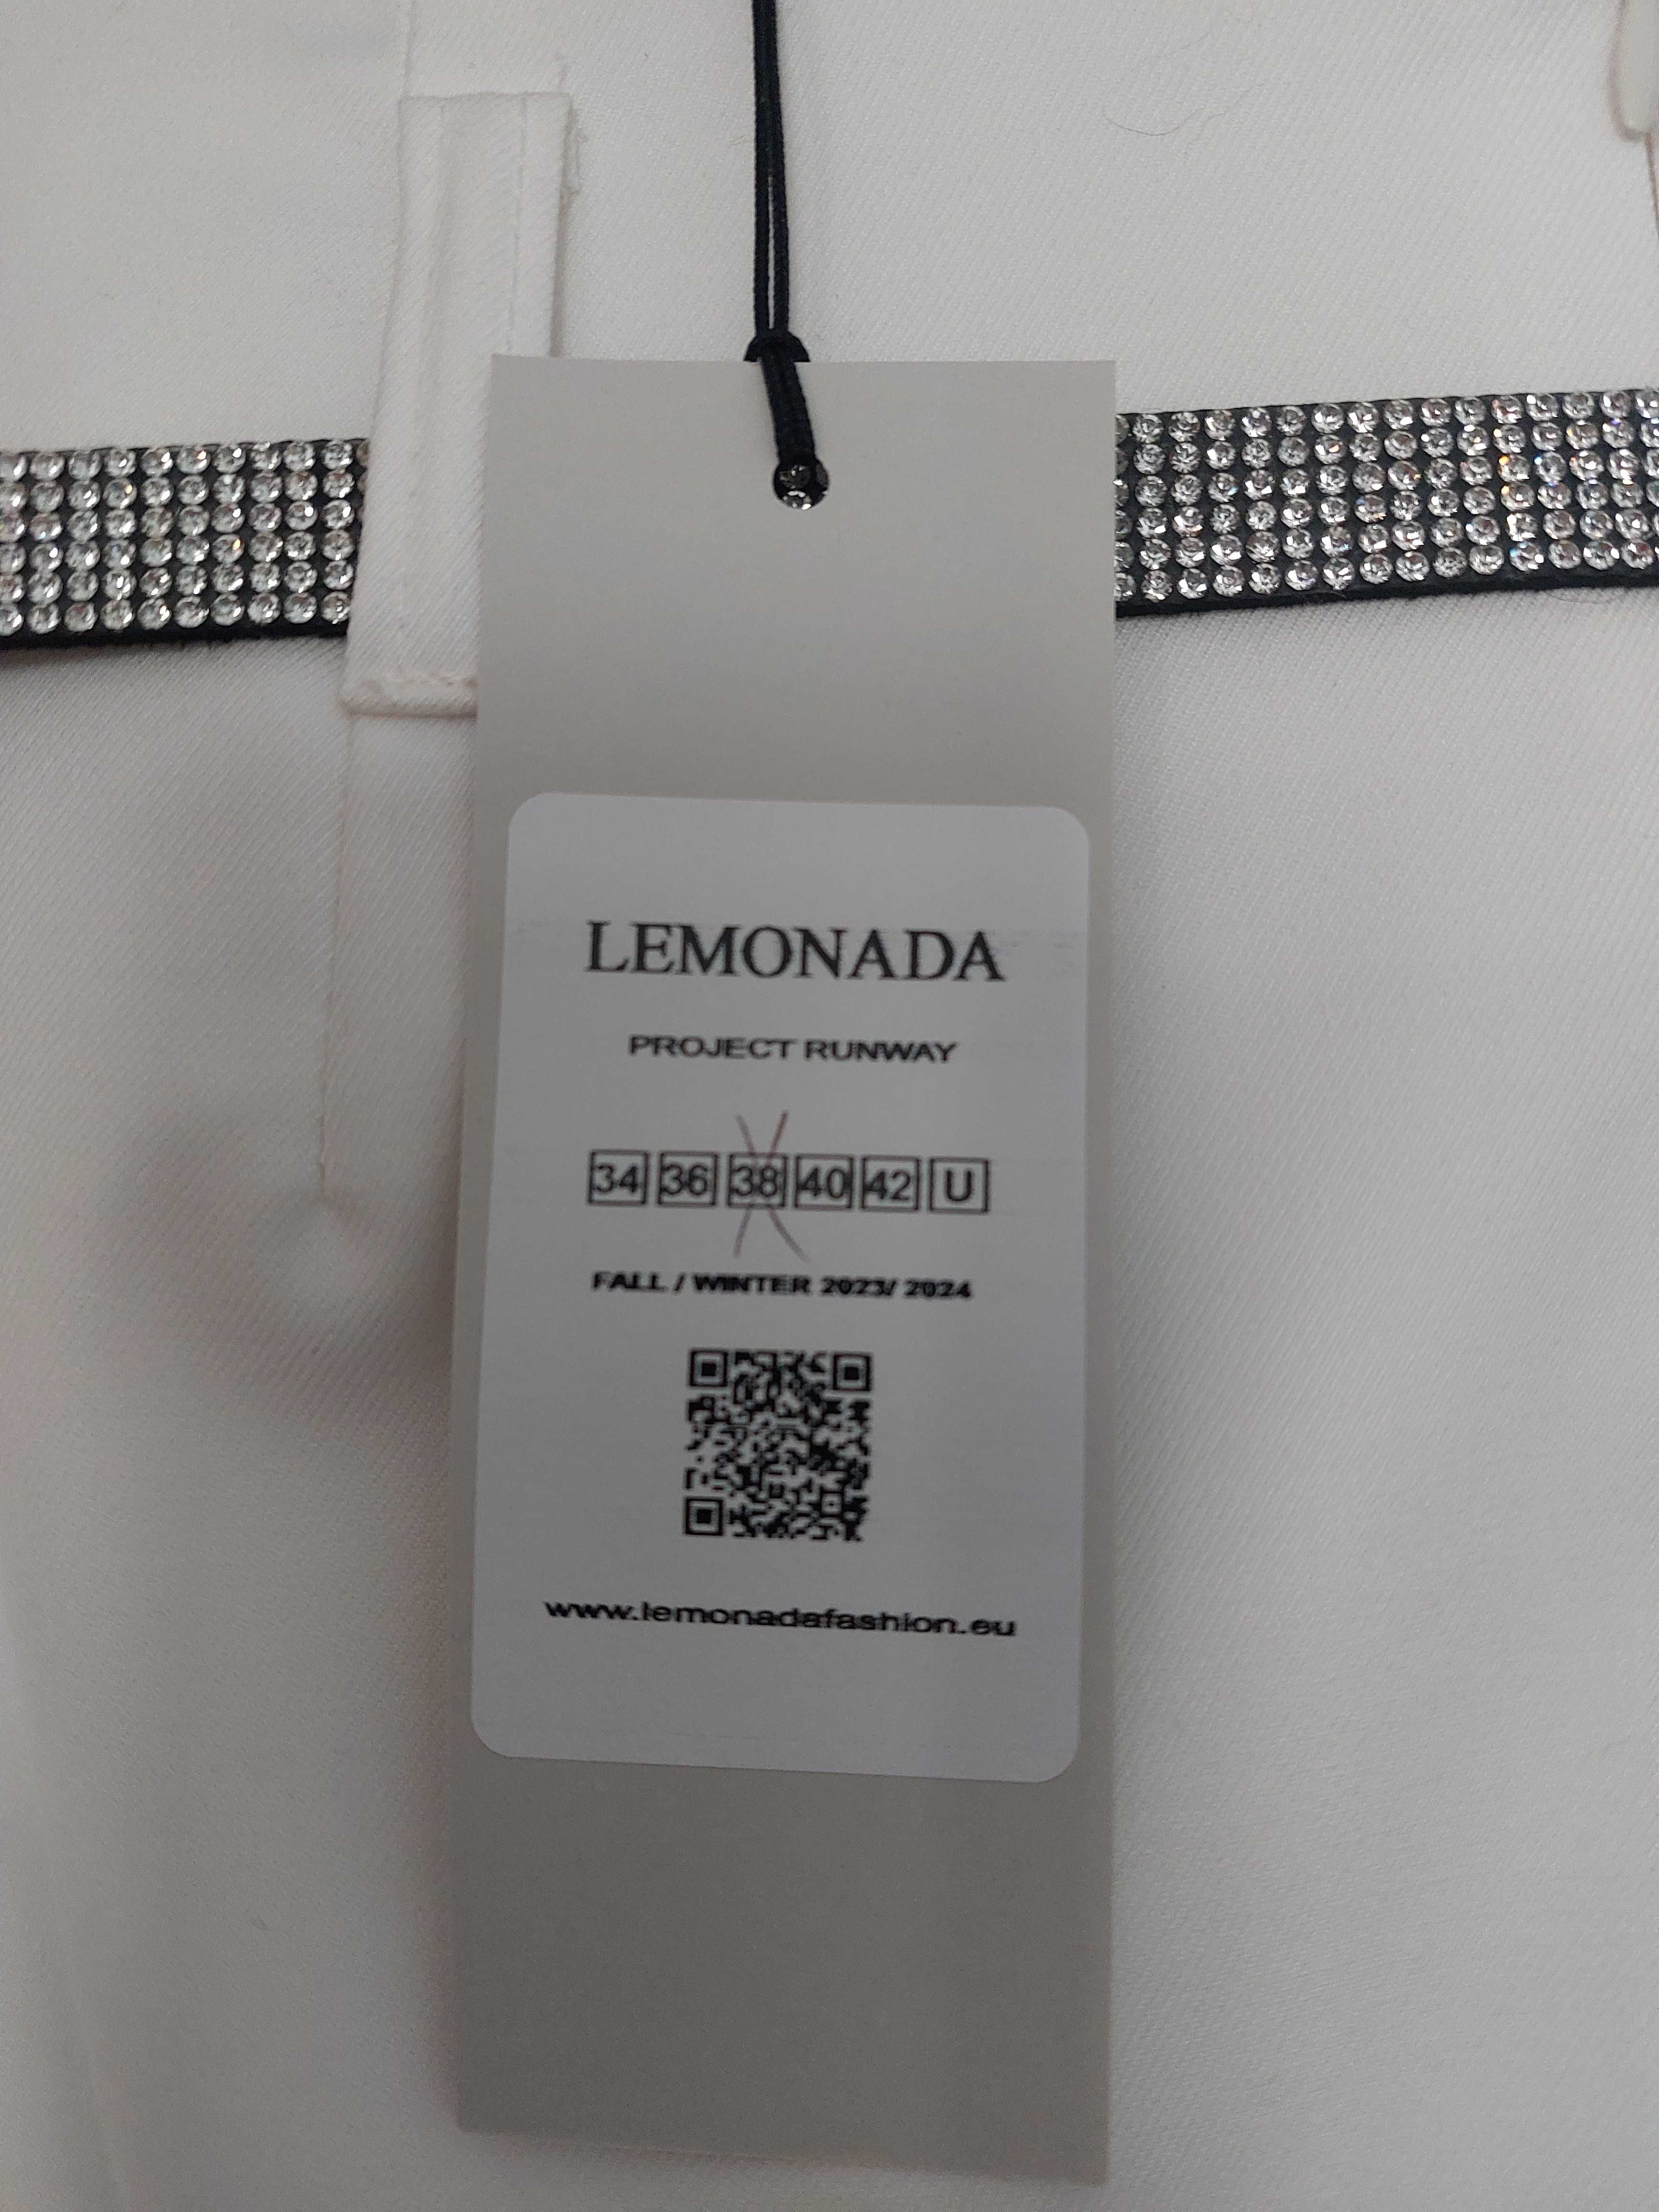 LEMONADA
PROJECT RUNWAY
34 36 38 40 42 U
FALL / WINTER 2023/ 2024
www.lemonadafashion.eu